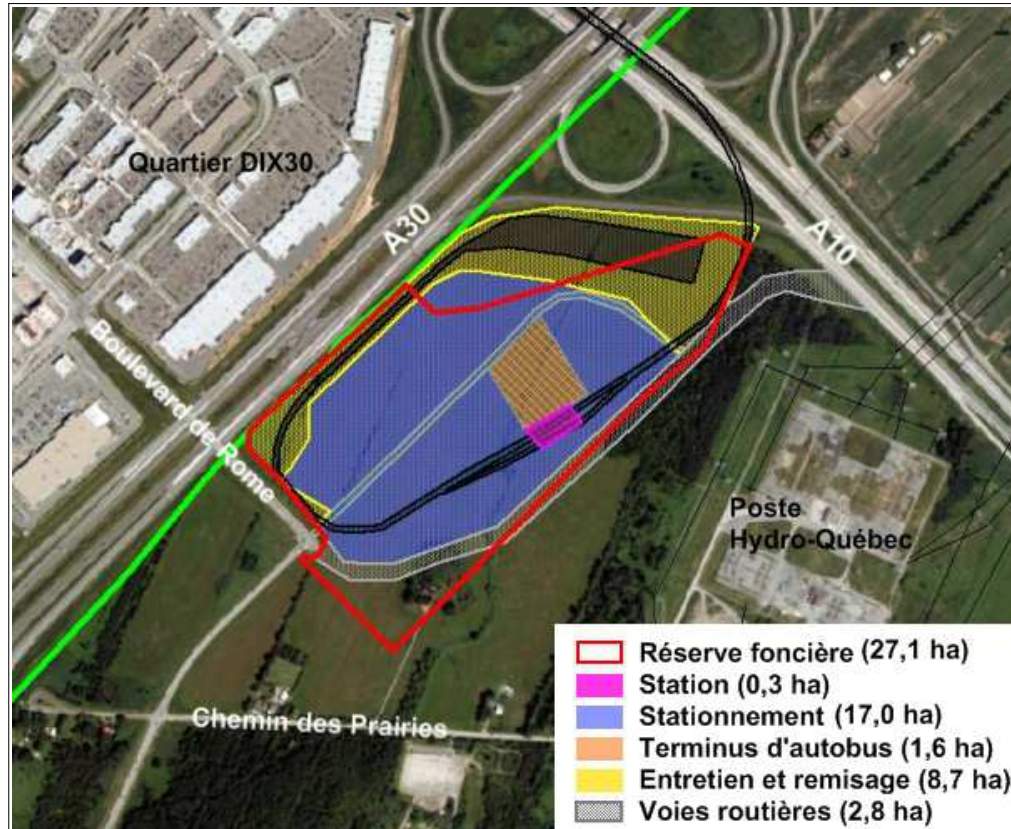 Quartier DIX30
A30
A10
Boulevard de Rome
Poste
Hydro-Québec
Chemin des Prairies
Réserve foncière (27,1 ha)
Station (0,3 ha)
Stationnement (17,0 ha)
Terminus d'autobus (1,6 ha)
Entretien et remisage (8,7 ha)
Voies routières (2,8 ha)